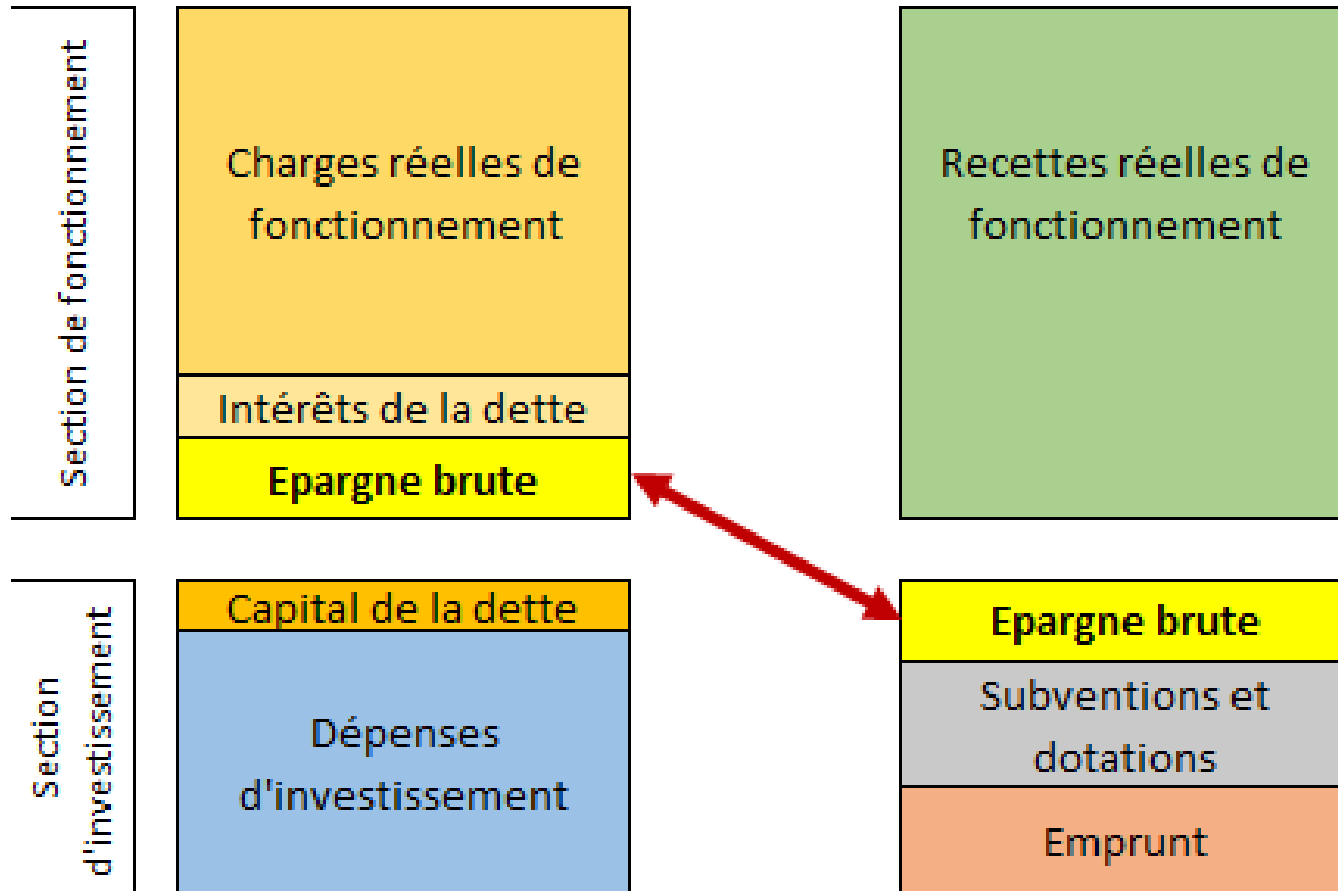 Section de fonctionnement
Charges réelles de
fonctionnement
Intérêts de la dette
Epargne brute
Recettes réelles de
fonctionnement
Section
d'investissement
Capital de la dette
Dépenses
d'investissement
Epargne brute
Subventions et
dotations
Emprunt